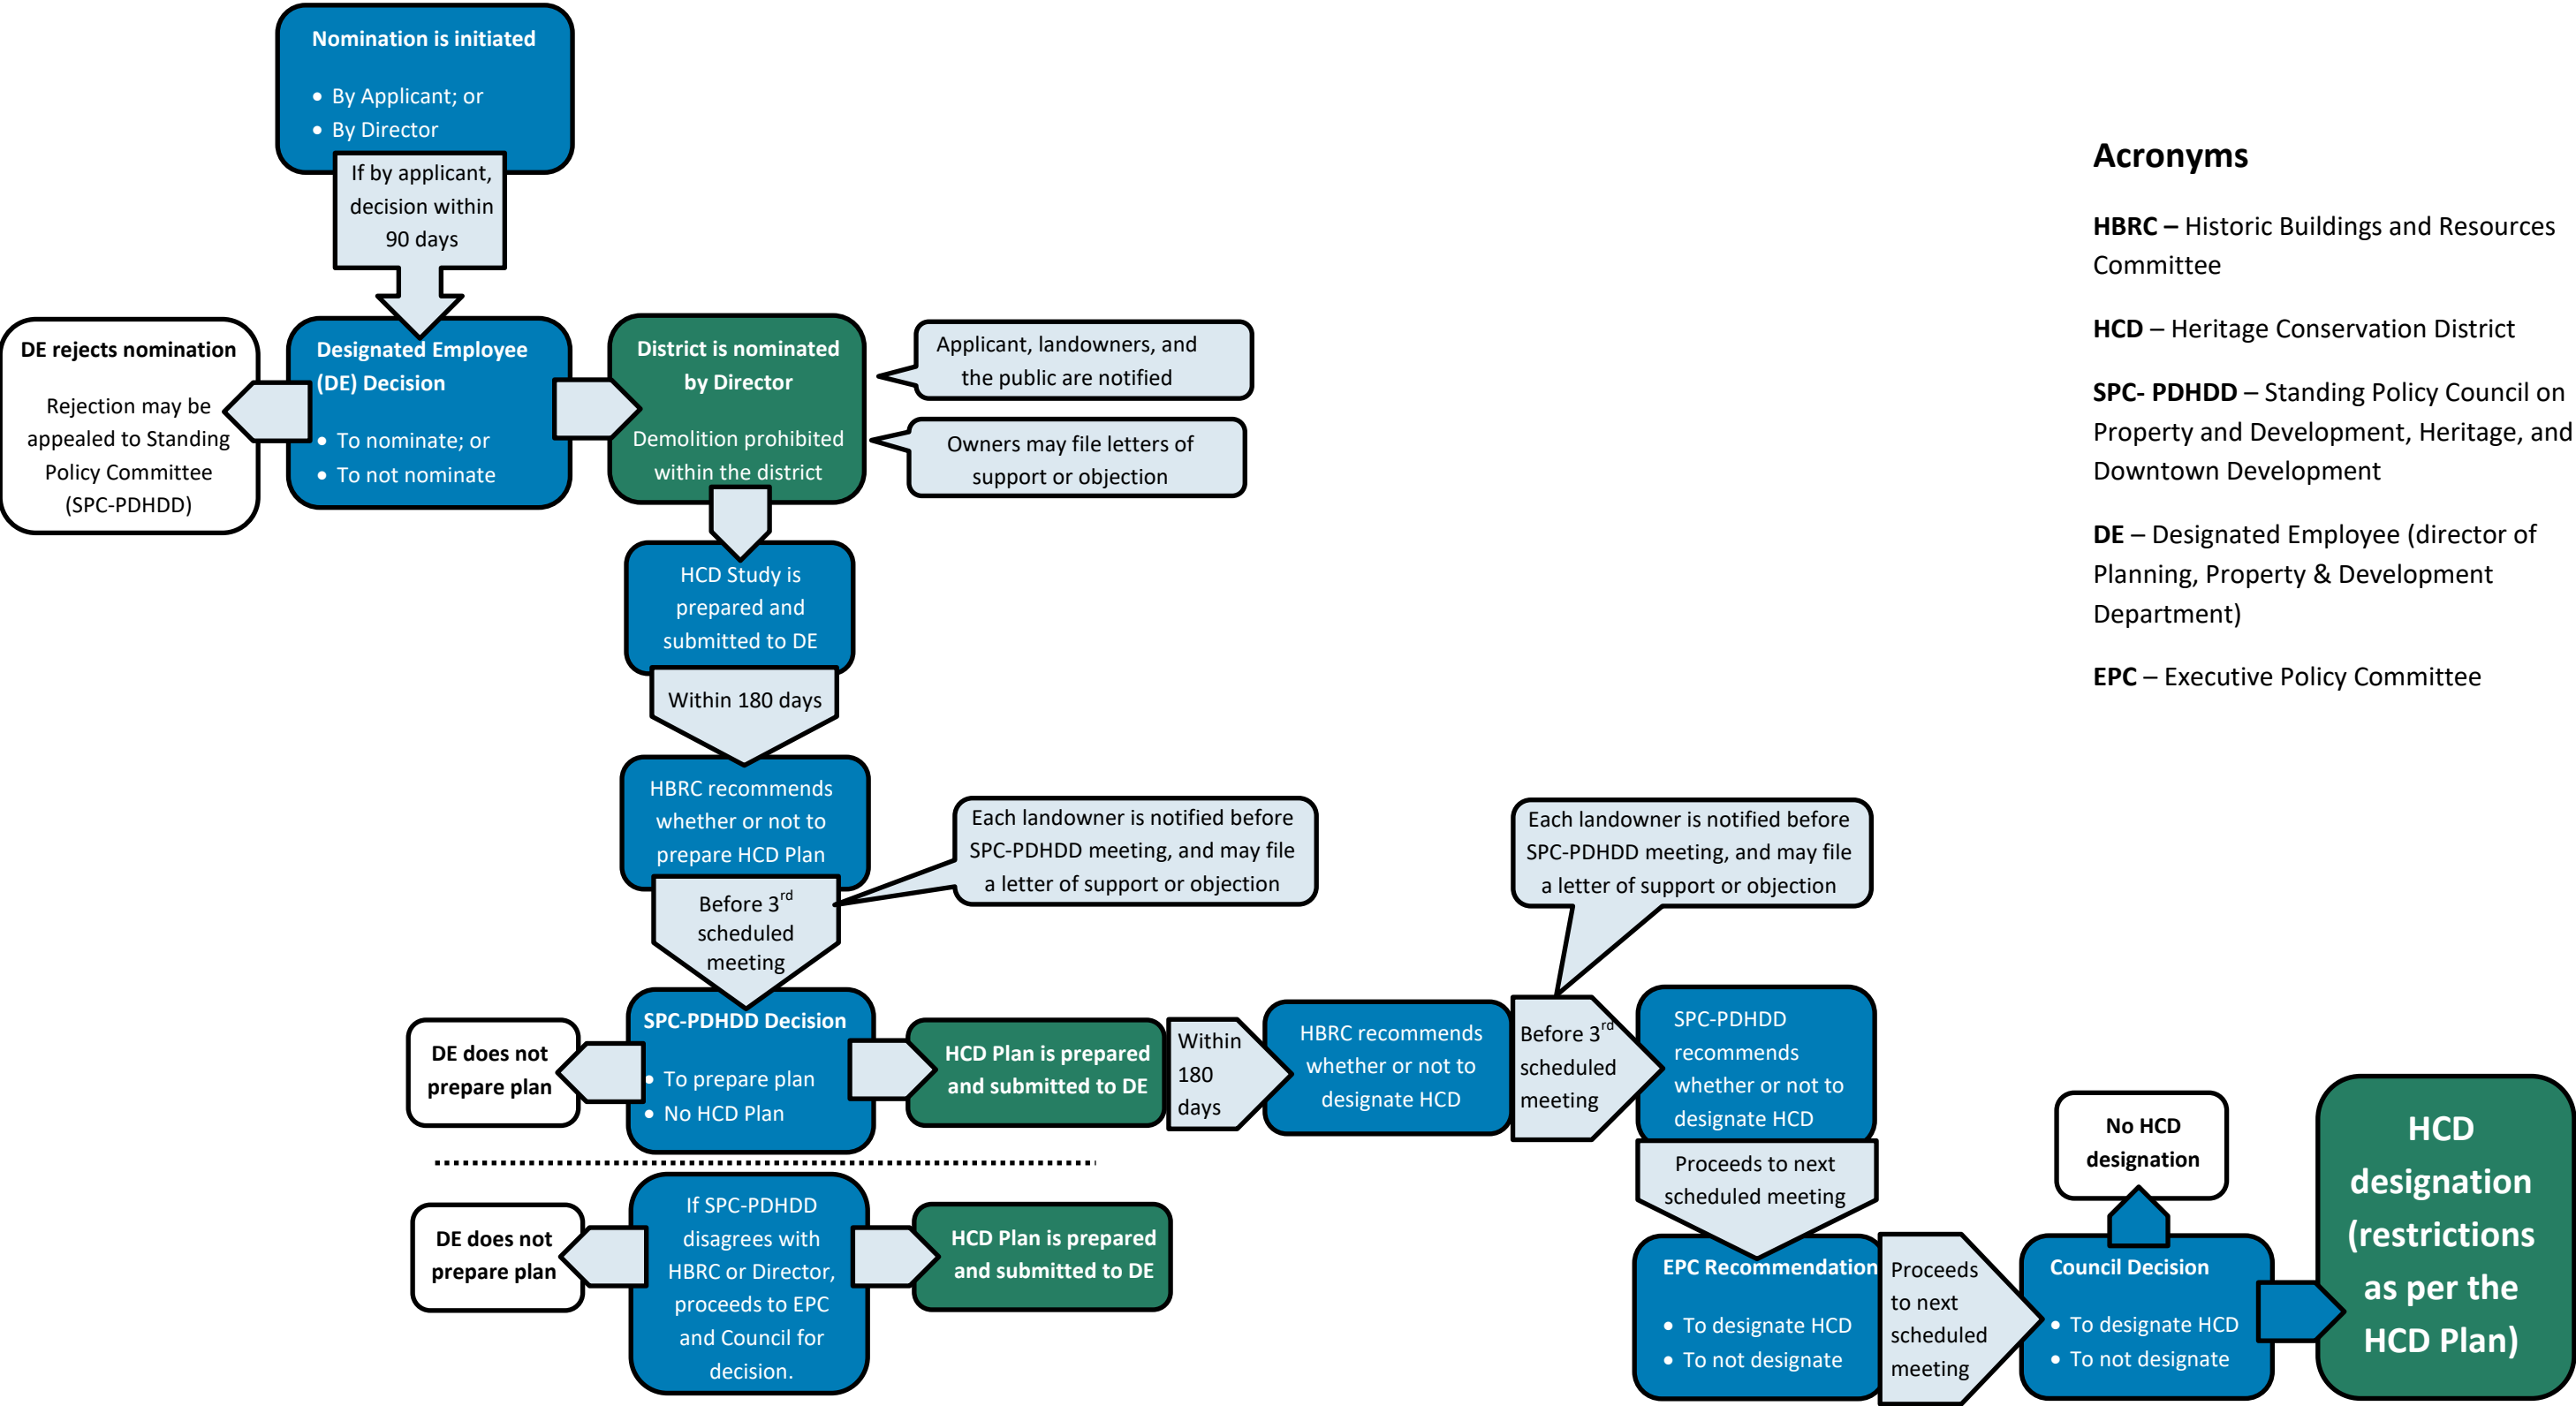 Nomination is initiated
• By Applicant; or
• By Director
If by applicant,
decision within
90 days
DE rejects nomination
Rejection may be
appealed to Standing
Policy Committee
(SPC-PDHDD)
Designated Employee
(DE) Decision
• To nominate; or
• To not nominate
District is nominated
by Director
Demolition prohibited
within the district
Applicant, landowners, and
the public are notified
Owners may file letters of
support or objection
HCD Study is
prepared and
submitted to DE
Within 180 days
HBRC recommends
whether or not to
prepare HCD Plan
Before 3rd
scheduled
meeting
Each landowner is notified before
SPC-PDHDD meeting, and may file
a letter of support or objection
DE does not
prepare plan
SPC-PDHDD Decision
• To prepare plan
• No HCD Plan
HCD Plan is prepared
and submitted to DE
Within
180
days
HBRC recommends
whether or not to
designate HCD
Before 3rd
scheduled
meeting
Each landowner is notified before
SPC-PDHDD meeting, and may file
a letter of support or objection
SPC-PDHDD
recommends
whether or not to
designate HCD
DE does not
prepare plan
If SPC-PDHDD
disagrees with
HBRC or Director,
proceeds to EPC
and Council for
decision.
HCD Plan is prepared
and submitted to DE
Proceeds to next
scheduled meeting
EPC Recommendation
• To designate HCD
• To not designate
Proceeds
to next
scheduled
meeting
Council Decision
• To designate HCD
• To not designate
No HCD
designation
HCD
designation
(restrictions
as per the
HCD Plan)
Acronyms
HBRC – Historic Buildings and Resources
Committee
HCD – Heritage Conservation District
SPC- PDHDD – Standing Policy Council on
Property and Development, Heritage, and
Downtown Development
DE – Designated Employee (director of
Planning, Property & Development
Department)
EPC – Executive Policy Committee